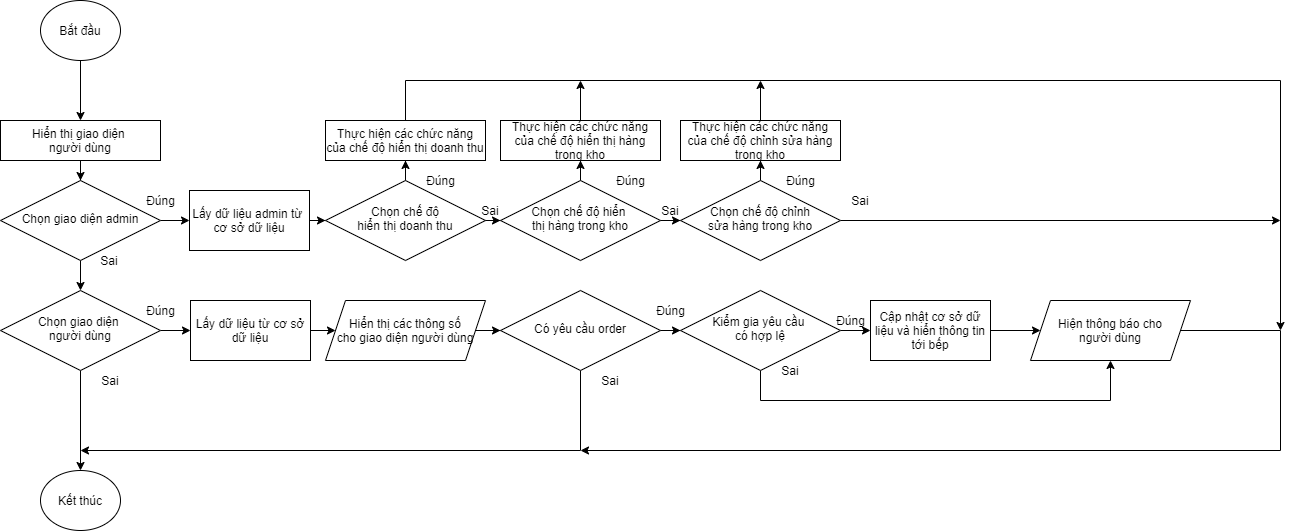 Bắt đầu
Hiển thị giao diện
người dùng
Thực hiện các chức năng
của chế độ hiển thị doanh thu
Thực hiện các chức năng
của chế độ hiển thị hàng
trong kho
Thực hiện các chức năng
của chế độ chỉnh sửa hàng
trong kho
Đúng
Đúng
Đúng
Chọn giao diện admin
Đúng
Lấy dữ liệu admin từ
cơ sở dữ liệu
Chọn chế độ
hiển thị doanh thu
Sai
Chọn chế độ hiển
thị hàng trong kho
Sai
Chọn chế độ chỉnh
sửa hàng trong kho
Sai
Sai
Chọn giao diện
người dùng
Đúng
Lấy dữ liệu từ cơ sở
dữ liệu
Hiển thị các thông số
cho giao diện người dùng
Có yêu cầu order
Đúng
Kiểm gia yêu cầu
có hợp lệ
Đúng
Cập nhật cơ sở dữ
liệu và hiển thông tin
tới bếp
Hiện thông báo cho
người dùng
Sai
Sai
Sai
Kết thúc